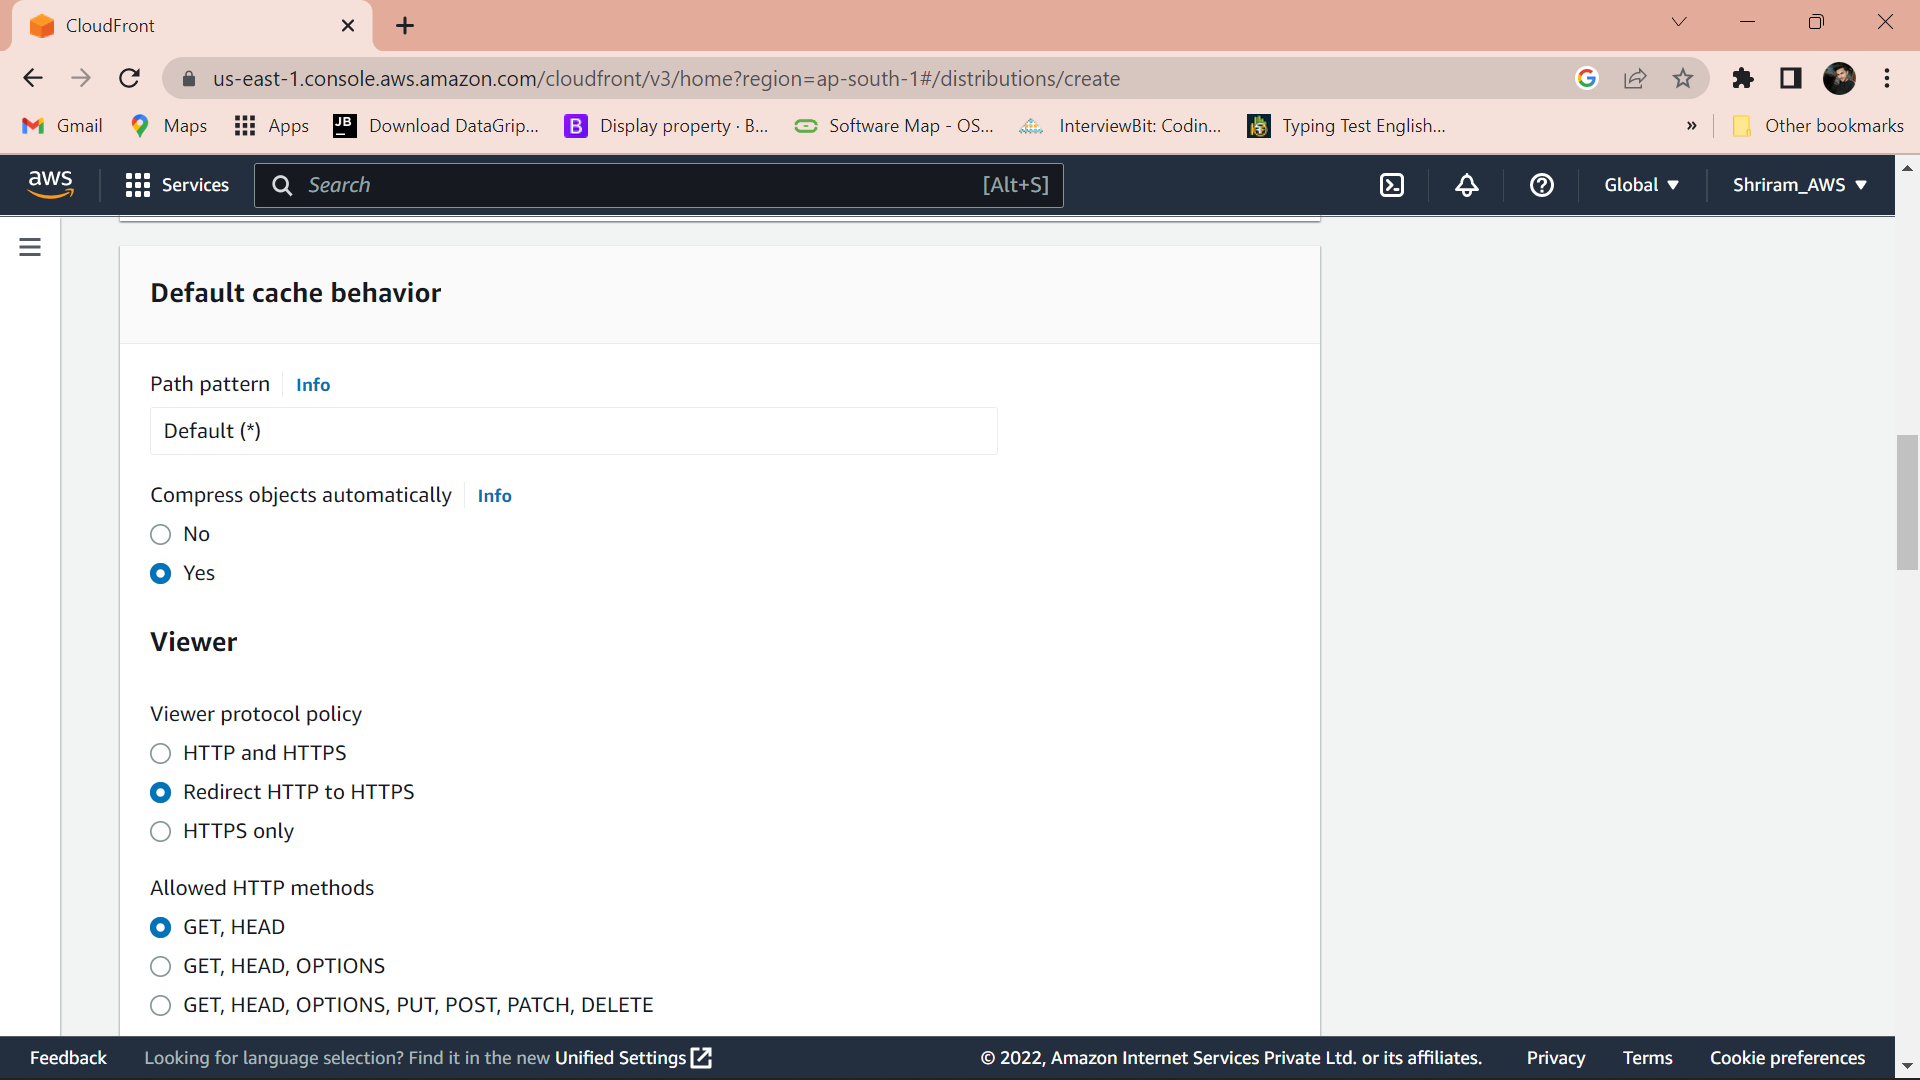 CloudFront
us-east-1.console.aws.amazon.com/cloudfront/v3/home?region=ap-south-1#/distributions/create
Gmail Maps Apps JB Download DataGrip... B Display property · B... Software Map - OS... InterviewBit: Codin... Typing Test English... » Other bookmarks
aws Services Search [Alt+S] Global Shriram_AWS
Default cache behavior
Path pattern Info
Default (*)
Compress objects automatically Info
No
Yes
Viewer
Viewer protocol policy
HTTP and HTTPS
Redirect HTTP to HTTPS
HTTPS only
Allowed HTTP methods
GET, HEAD
GET, HEAD, OPTIONS
GET, HEAD, OPTIONS, PUT, POST, PATCH, DELETE
Feedback Looking for language selection? Find it in the new Unified Settings © 2022, Amazon Internet Services Private Ltd. or its affiliates. Privacy Terms Cookie preferences